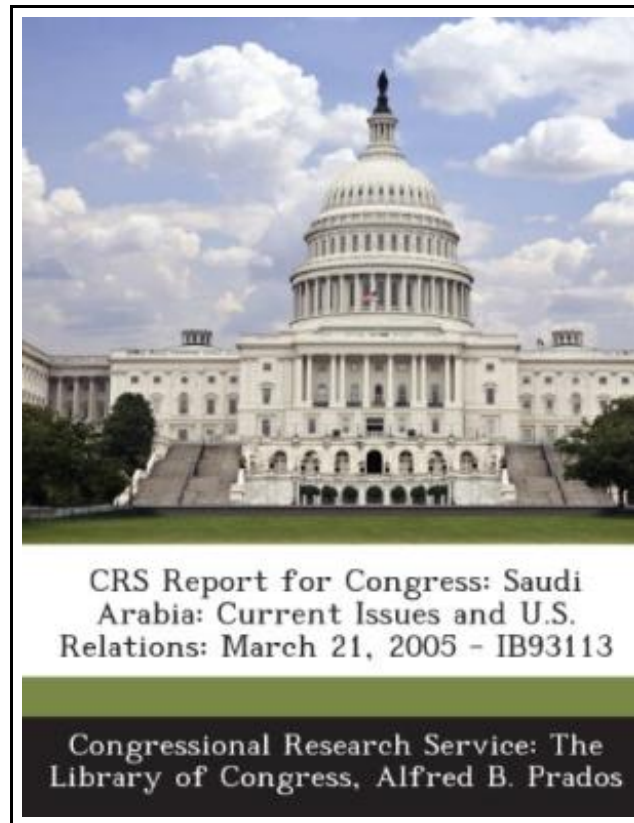 CRS Report for Congress: Saudi
Arabia: Current Issues and U.S.
Relations: March 21, 2005 - IB93113
Congressional Research Service: The
Library of Congress, Alfred B. Prados